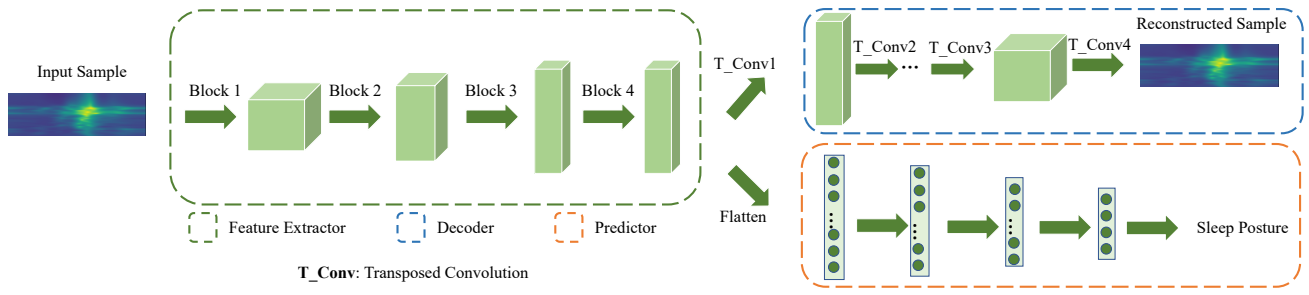 Input Sample
Block 1
Block 2
Block 3
Block 4
T_Conv1
Flatten
T_Conv2
...
T_Conv3
T_Conv4
Reconstructed Sample
Sleep Posture
Feature Extractor
Decoder
Predictor
T_Conv: Transposed Convolution